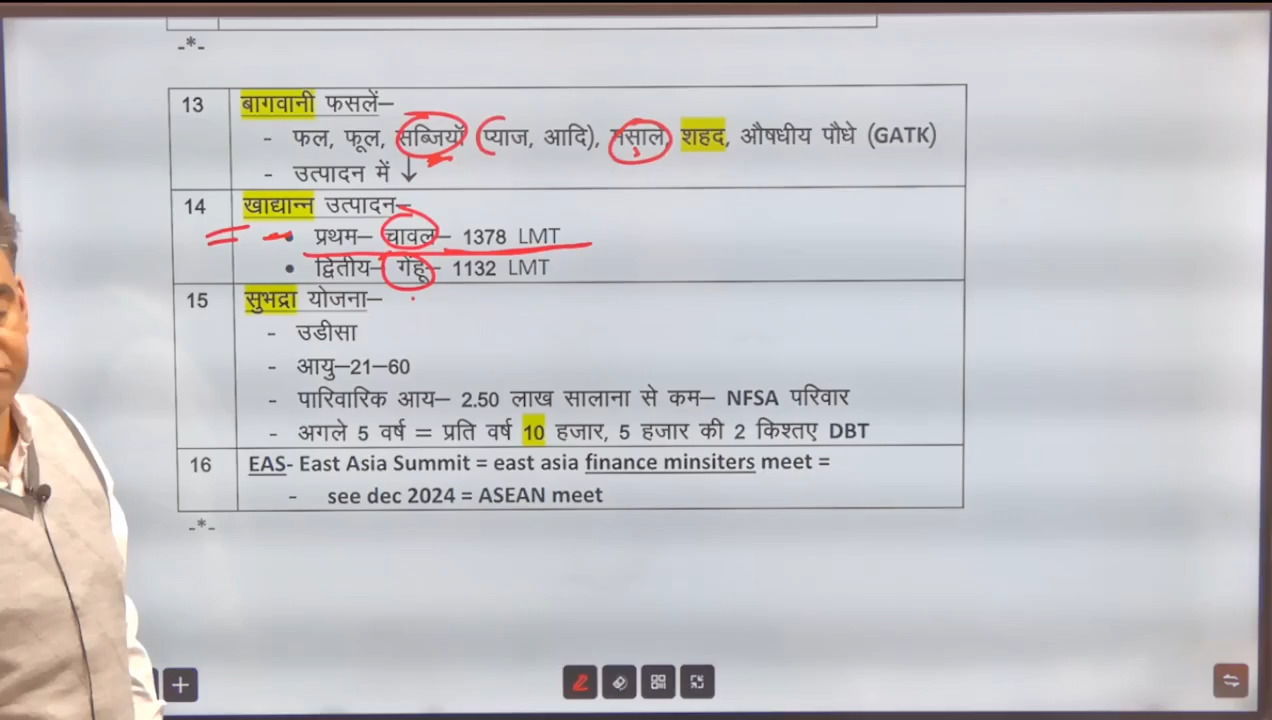 -*-
13 बागवानी फसलें–
- फल, फूल, सब्जियॉ (प्याज, आदि), मसाले, शहद, औषधीय पौधे (GATK)
- उत्पादन में ↓
14 खाद्यान्न उत्पादन–
• प्रथम– चावल– 1378 LMT
• द्वितीय– गेंहू– 1132 LMT
15 सुभद्रा योजना–
- उडीसा
- आयु–21–60
- पारिवारिक आय– 2.50 लाख सालाना से कम– NFSA परिवार
- अगले 5 वर्ष = प्रति वर्ष 10 हजार, 5 हजार की 2 किश्तए DBT
16 EAS- East Asia Summit = east asia finance minsiters meet =
- see dec 2024 = ASEAN meet
-*-